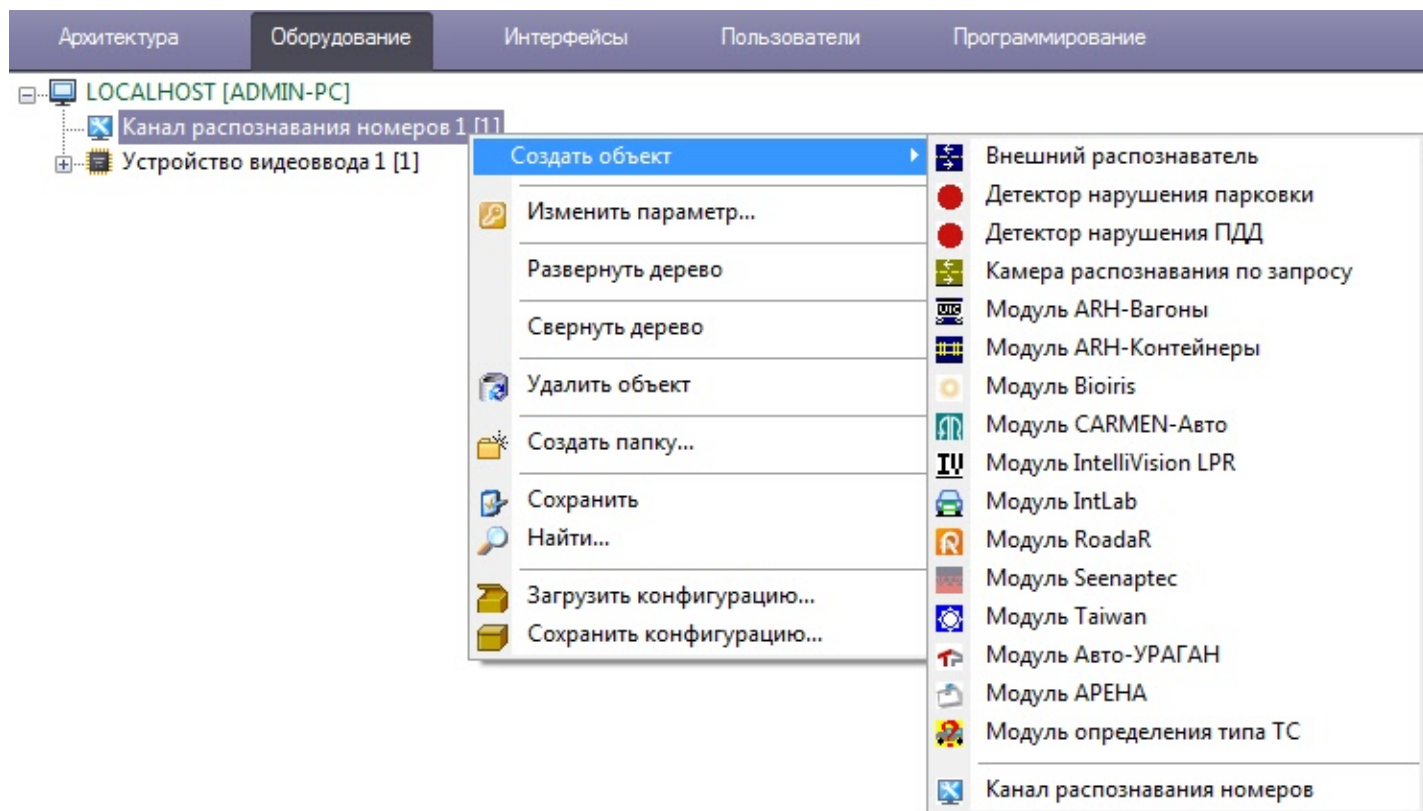 Архитектура Оборудование Интерфейсы Пользователи Программирование
LOCALHOST [ADMIN-PC]
Канал распознавания номеров 1 [1]
Устройство видеоввода 1 [1]
Создать объект
Изменить параметр...
Развернуть дерево
Свернуть дерево
Удалить объект
Создать папку...
Сохранить
Найти...
Загрузить конфигурацию...
Сохранить конфигурацию...
Внешний распознаватель
Детектор нарушения парковки
Детектор нарушения ПДД
Камера распознавания по запросу
Модуль ARH-Вагоны
Модуль ARH-Контейнеры
Модуль Bioiris
Модуль CARMEN-Авто
Модуль IntelliVision LPR
Модуль IntLab
Модуль RoadaR
Модуль Seenaptec
Модуль Taiwan
Модуль Авто-УРАГАН
Модуль АРЕНА
Модуль определения типа ТС
Канал распознавания номеров